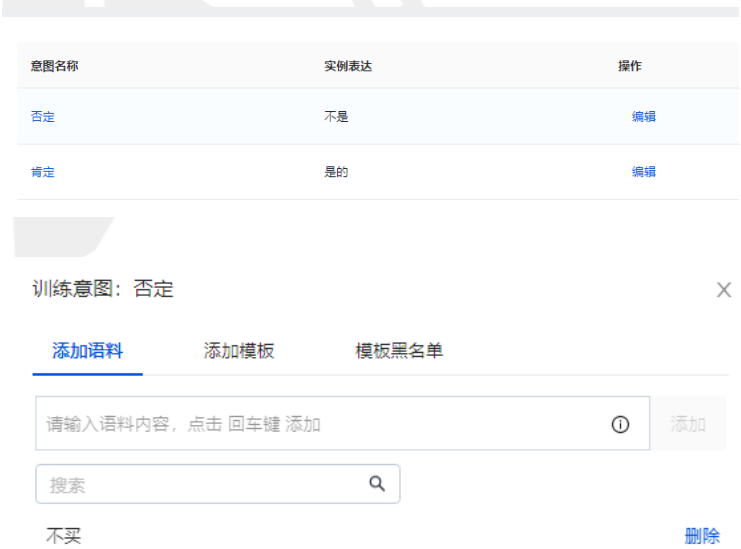 意图名称 实例表达 操作
否定 不是 编辑
肯定 是的 编辑
训练意图：否定
添加语料 添加模板 模板黑名单
请输入语料内容，点击 回车键 添加 添加
搜索
不买 删除